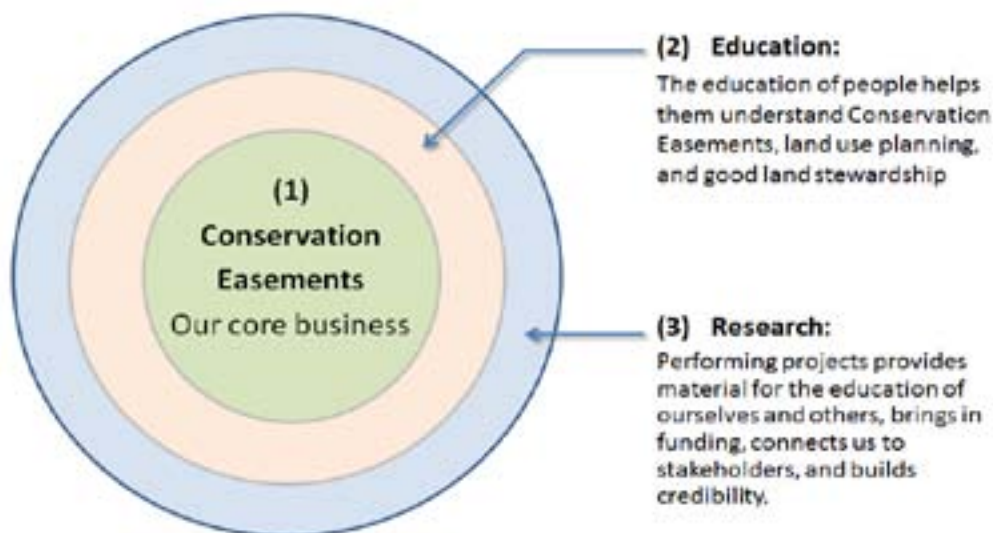 (1)
Conservation
Easements
Our core business
(2) Education:
The education of people helps
them understand Conservation
Easements, land use planning,
and good land stewardship
(3) Research:
Performing projects provides
material for the education of
ourselves and others, brings in
funding, connects us to
stakeholders, and builds
credibility.